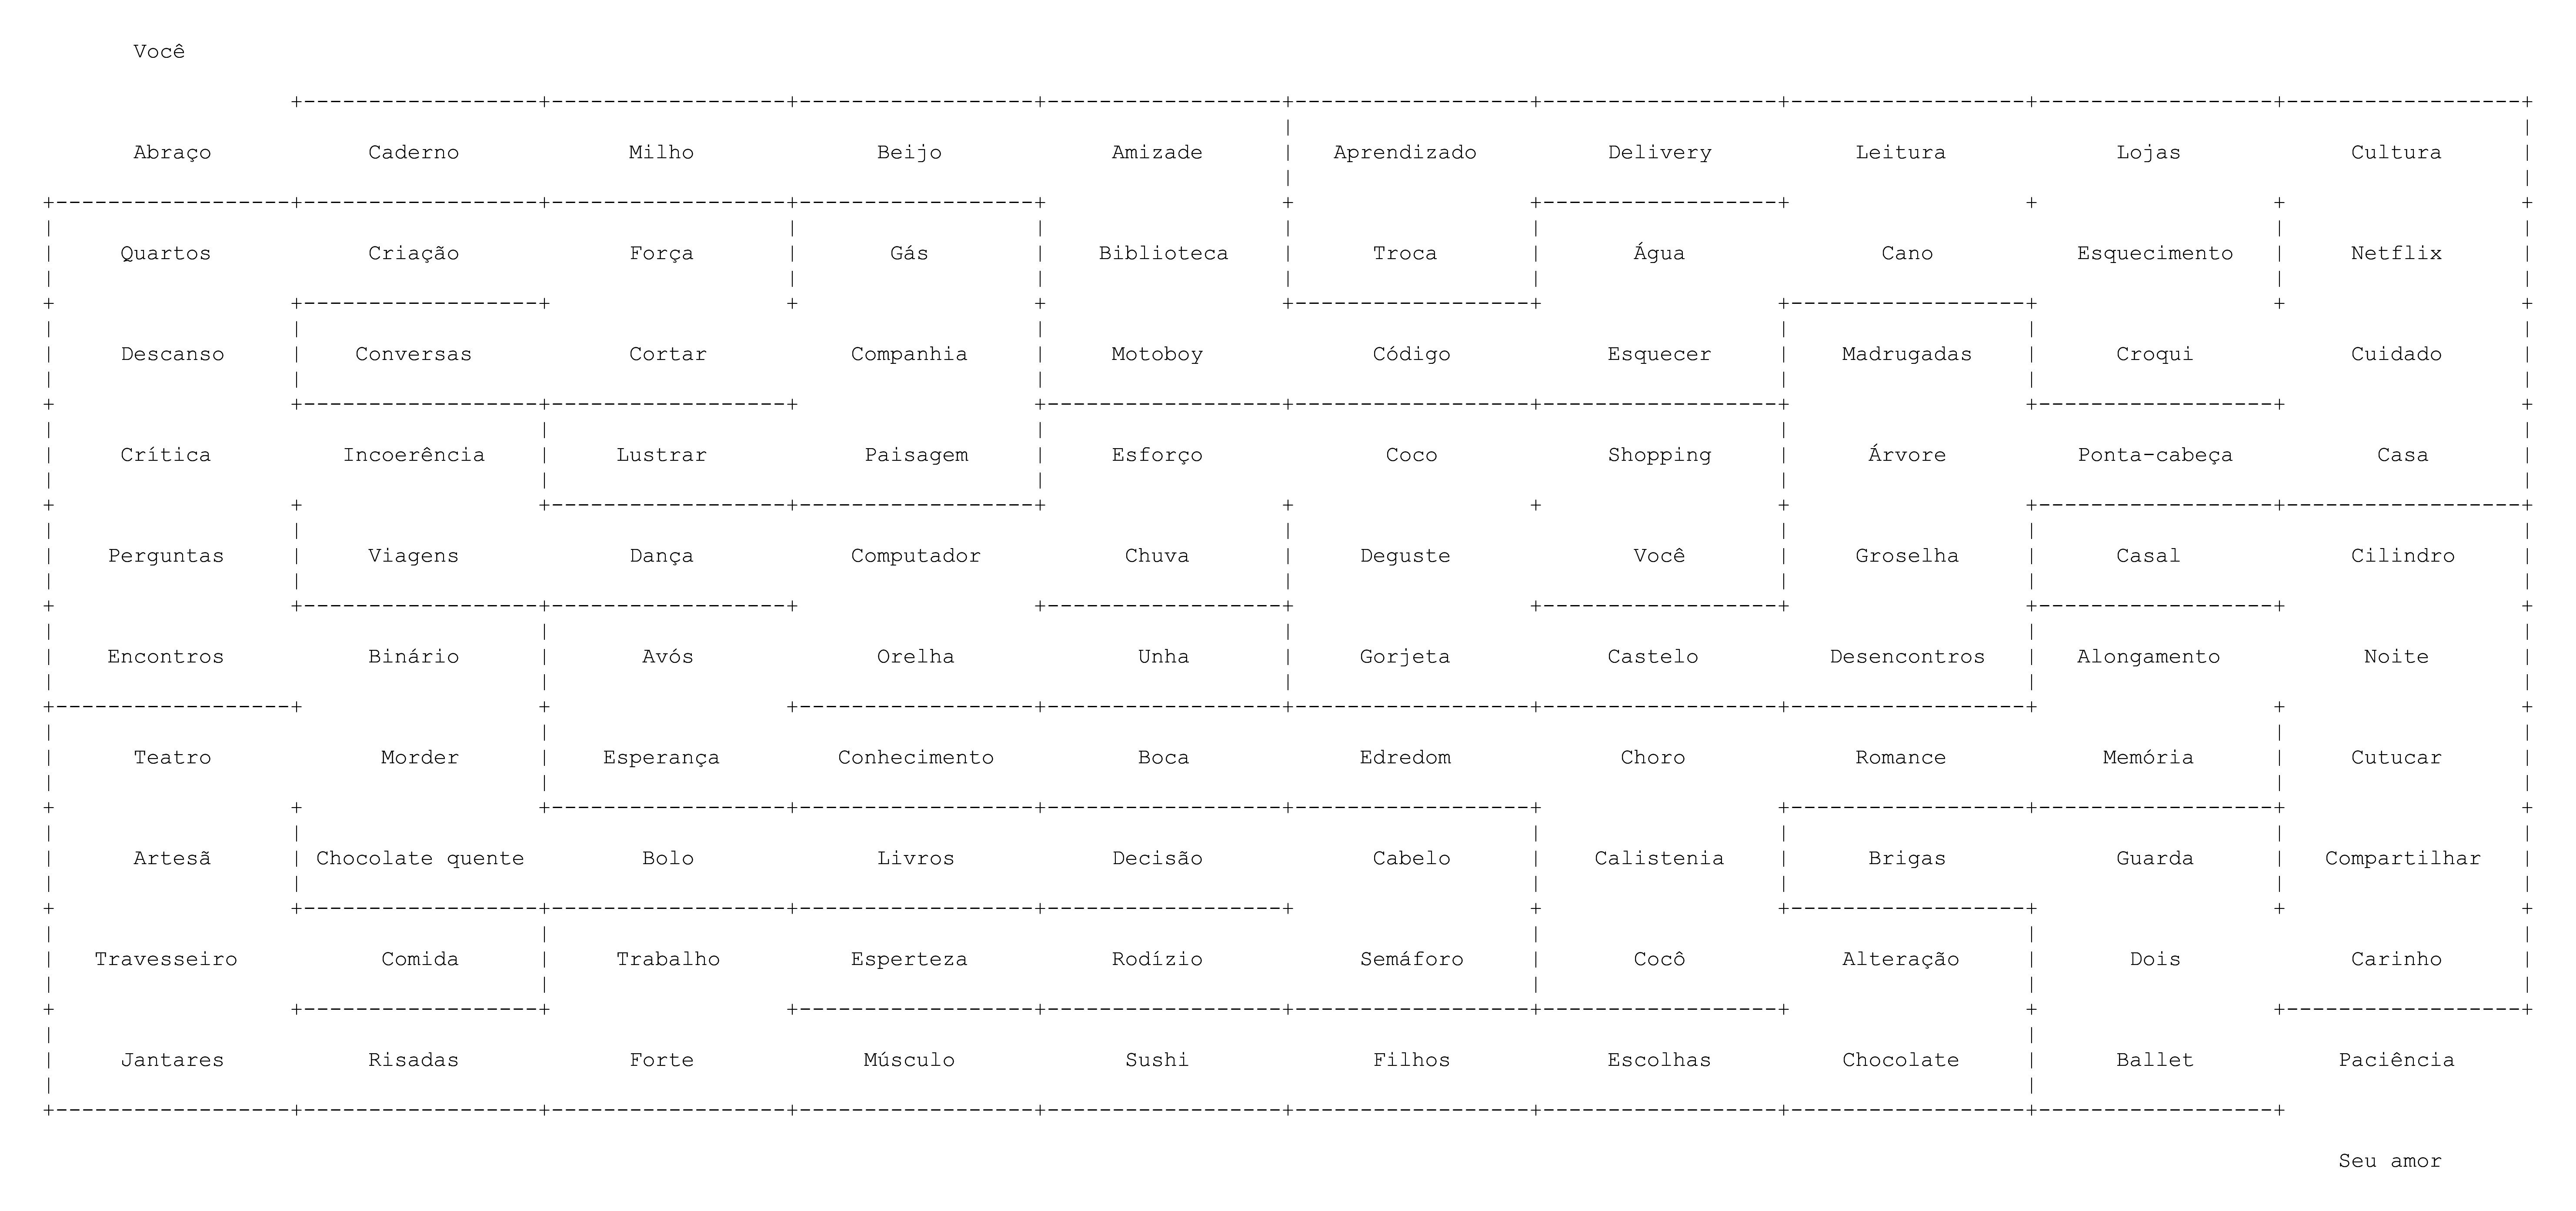 Você
Abraço Caderno Milho Beijo Amizade Aprendizado Delivery Leitura Lojas Cultura
Quartos Criação Força Gás Biblioteca Troca Água Cano Esquecimento Netflix
Descanso Conversas Cortar Companhia Motoboy Código Esquecer Madrugadas Croqui Cuidado
Crítica Incoerência Lustrar Paisagem Esforço Coco Shopping Árvore Ponta-cabeça Casa
Perguntas Viagens Dança Computador Chuva Deguste Você Groselha Casal Cilindro
Encontros Binário Avós Orelha Unha Gorjeta Castelo Desencontros Alongamento Noite
Teatro Morder Esperança Conhecimento Boca Edredom Choro Romance Memória Cutucar
Artesã Chocolate quente Bolo Livros Decisão Cabelo Calistenia Brigas Guarda Compartilhar
Travesseiro Comida Trabalho Esperteza Rodízio Semáforo Cocô Alteração Dois Carinho
Jantares Risadas Forte Músculo Sushi Filhos Escolhas Chocolate Ballet Paciência
Seu amor